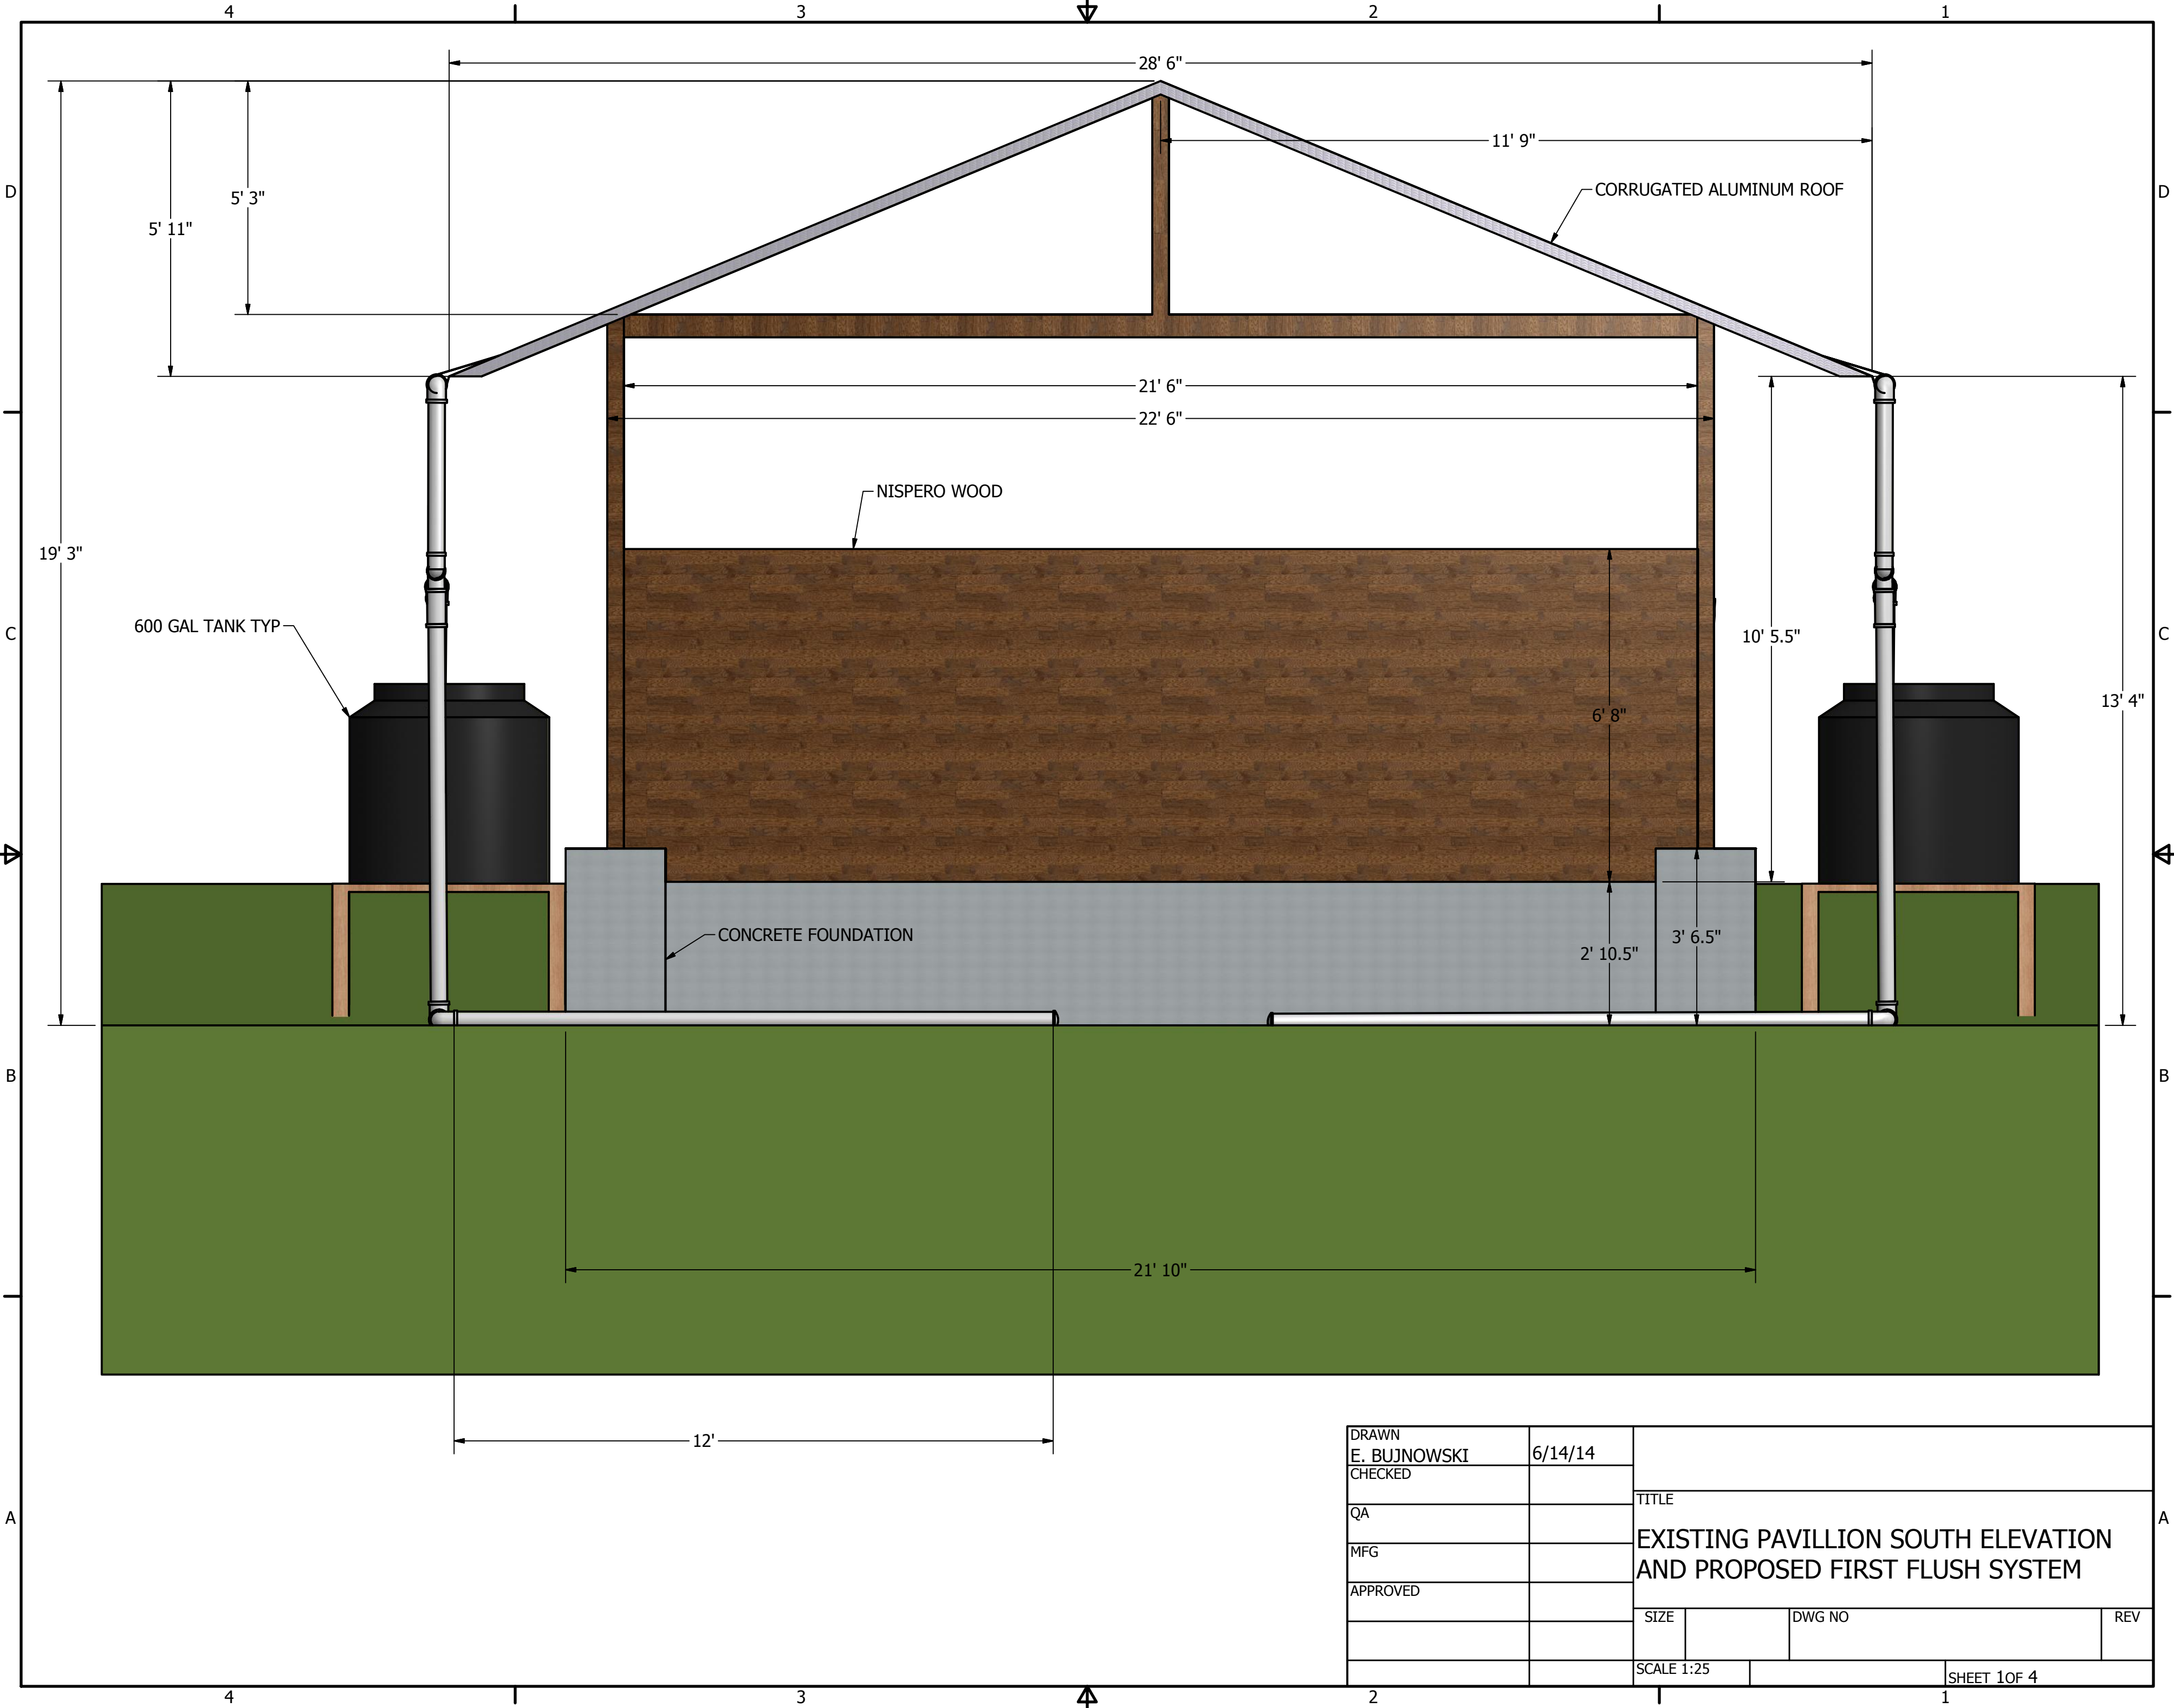 4 3 2 1
28' 6"
11' 9"
D D
CORRUGATED ALUMINUM ROOF
5' 3"
5' 11"
21' 6"
22' 6"
NISPERO WOOD
19' 3"
600 GAL TANK TYP
C C
10' 5.5"
13' 4"
6' 8"
CONCRETE FOUNDATION
3' 6.5"
2' 10.5"
B B
21' 10"
12'
DRAWN
E. BUJNOWSKI 6/14/14
CHECKED
TITLE
QA
EXISTING PAVILLION SOUTH ELEVATION
AND PROPOSED FIRST FLUSH SYSTEM
MFG
APPROVED
A A
SIZE DWG NO REV
SCALE 1:25
SHEET 1OF 4
4 3 2 1